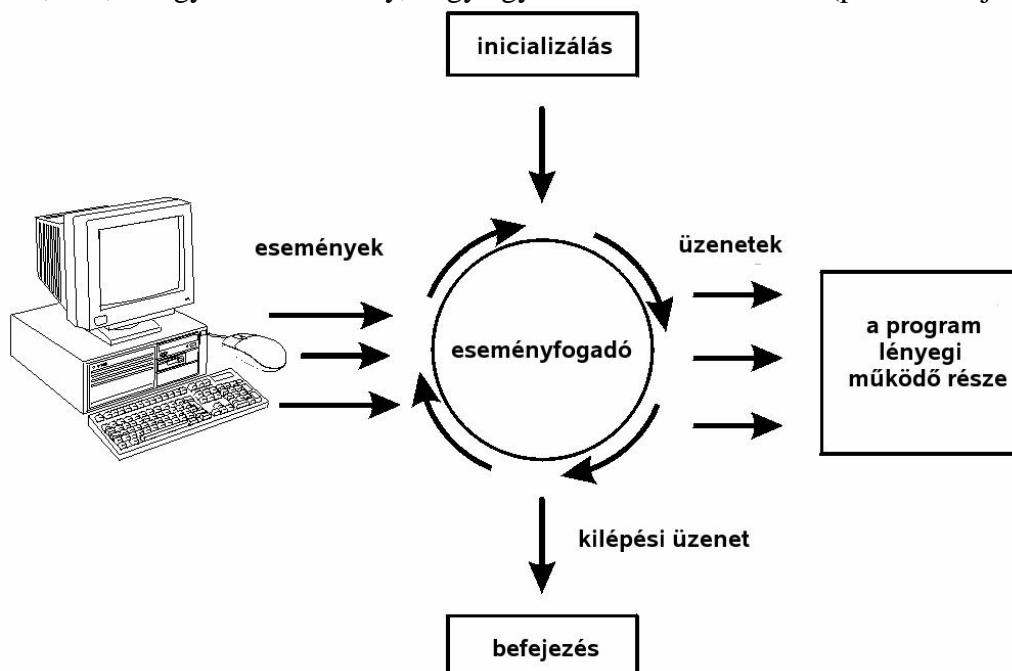 inicializálás
események
üzenetek
eseményfogadó
a program
lényegi
működő része
kilépési üzenet
befejezés